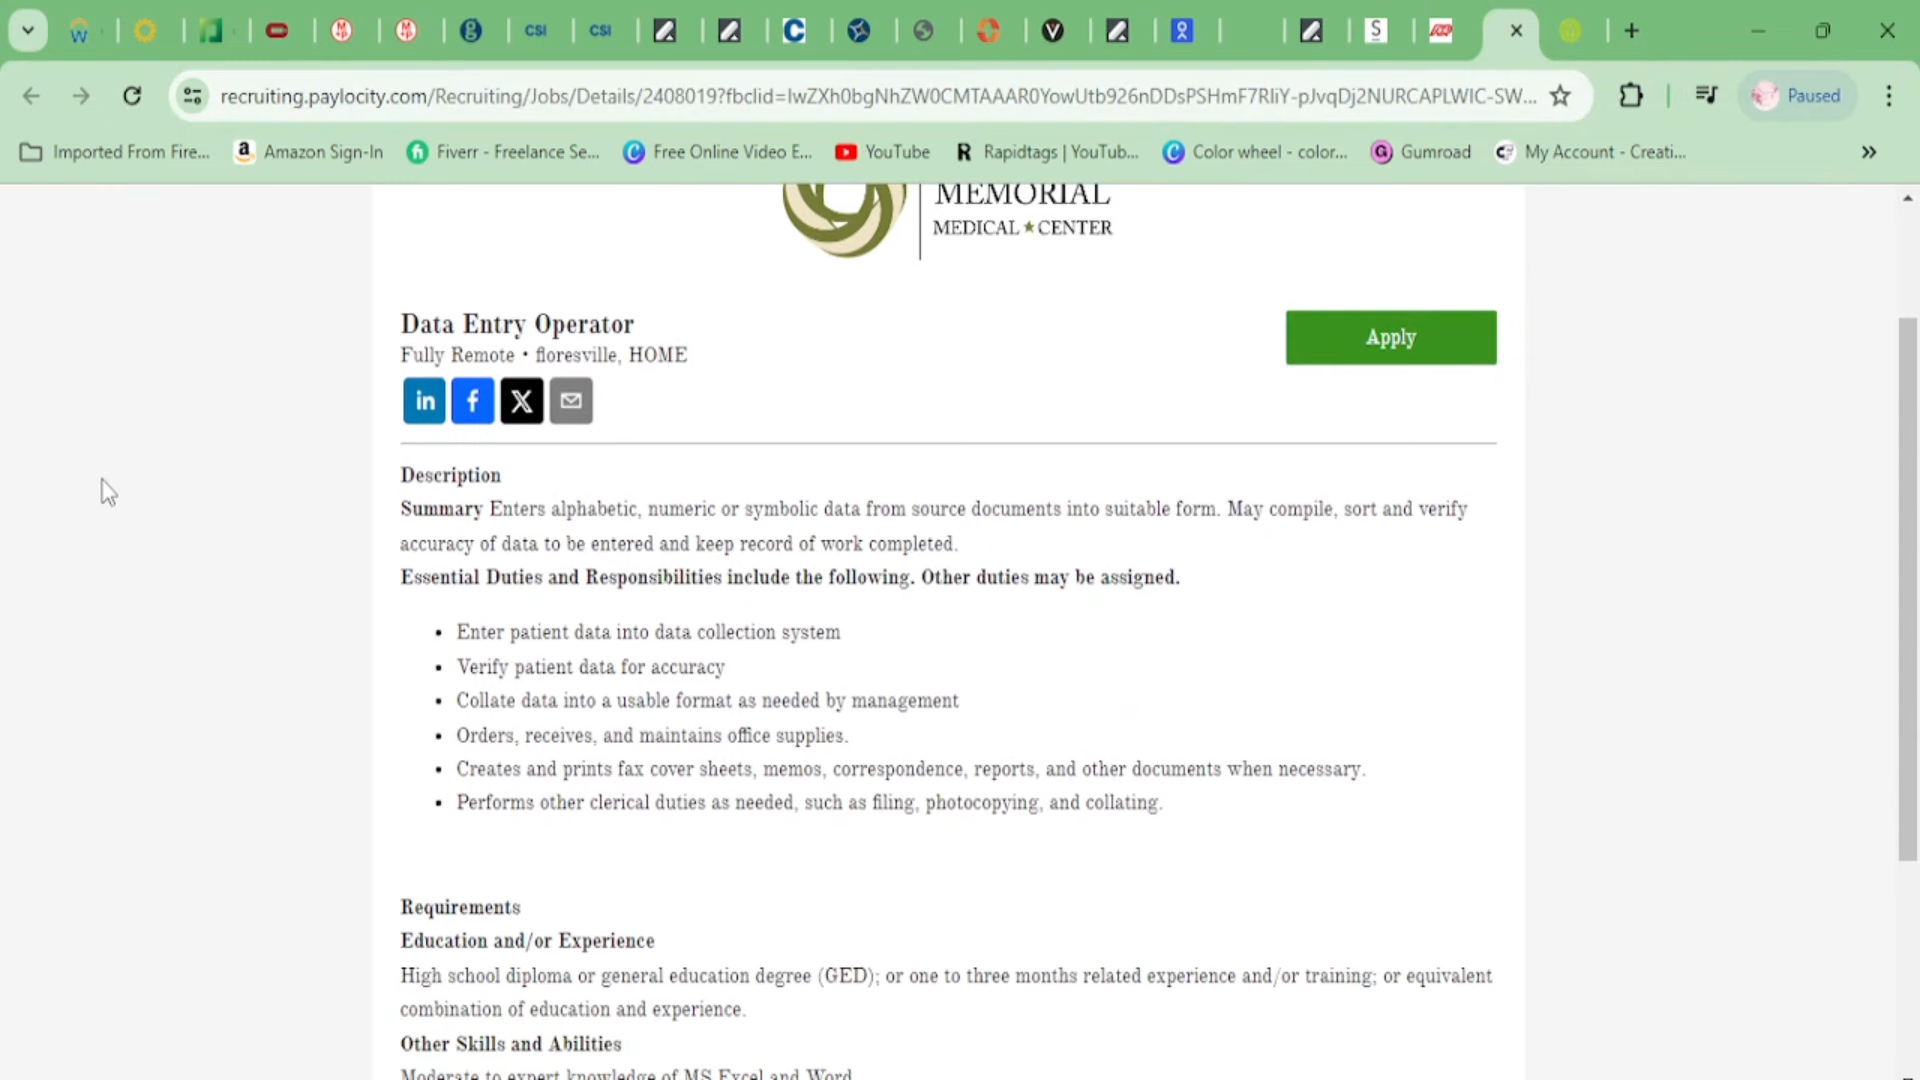 CSI
CSI
recruiting.paylocity.com/Recruiting/Jobs/Details/2408019?fbclid=IwZXh0bgNhZW0CMTAAAR0YowUtb926nDDsPSHmF7RIiY-pJvqDj2NURCAPLWIC-SW...
Paused
Imported From Fire...
Amazon Sign-In
Fiverr - Freelance Se...
Free Online Video E...
YouTube
Rapidtags | YouTub...
Color wheel - color...
Gumroad
My Account - Creati...
MEMORIAL
MEDICAL★CENTER
Data Entry Operator
Apply
Fully Remote • floresville, HOME
Description
Summary Enters alphabetic, numeric or symbolic data from source documents into suitable form. May compile, sort and verify
accuracy of data to be entered and keep record of work completed.
Essential Duties and Responsibilities include the following. Other duties may be assigned.
• Enter patient data into data collection system
• Verify patient data for accuracy
• Collate data into a usable format as needed by management
• Orders, receives, and maintains office supplies.
• Creates and prints fax cover sheets, memos, correspondence, reports, and other documents when necessary.
• Performs other clerical duties as needed, such as filing, photocopying, and collating.
Requirements
Education and/or Experience
High school diploma or general education degree (GED); or one to three months related experience and/or training; or equivalent
combination of education and experience.
Other Skills and Abilities
Moderate to expert knowledge of MS Excel and Word